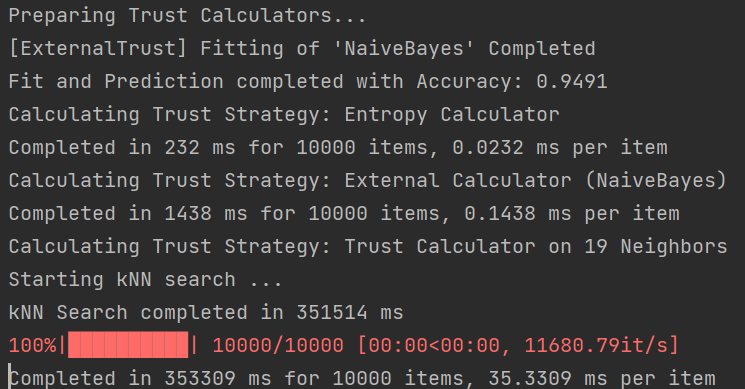 Preparing Trust Calculators...
[ExternalTrust] Fitting of 'NaiveBayes' Completed
Fit and Prediction completed with Accuracy: 0.9491
Calculating Trust Strategy: Entropy Calculator
Completed in 232 ms for 10000 items, 0.0232 ms per item
Calculating Trust Strategy: External Calculator (NaiveBayes)
Completed in 1438 ms for 10000 items, 0.1438 ms per item
Calculating Trust Strategy: Trust Calculator on 19 Neighbors
Starting kNN search ...
kNN Search completed in 351514 ms
100%|██████████| 10000/10000 [00:00<00:00, 11680.79it/s]
Completed in 353309 ms for 10000 items, 35.3309 ms per item